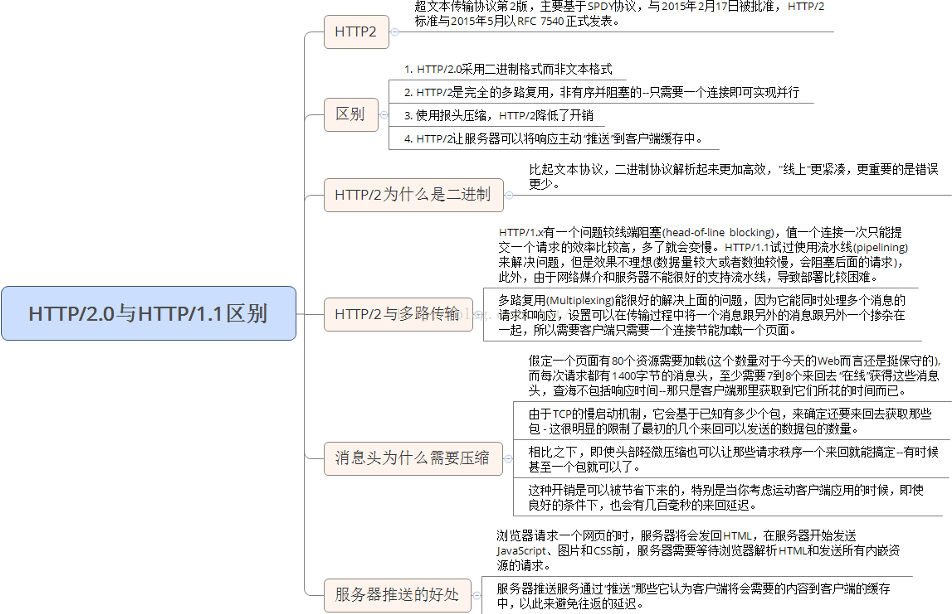 超文本传输协议第2版，主要基于SPDY协议，与2015年2月17日被批准，HTTP/2
标准与2015年5月以RFC 7540正式发表。
HTTP2
1. HTTP/2.0采用二进制格式而非文本格式
2. HTTP/2是完全的多路复用，非有序并阻塞的--只需要一个连接即可实现并行
区别
3. 使用报头压缩，HTTP/2降低了开销
4. HTTP/2让服务器可以将响应主动“推送”到客户端缓存中。
比起文本协议，二进制协议解析起来更加高效，“线上”更紧凑，更重要的是错误
更少。
HTTP/2为什么是二进制
HTTP/1.x有一个问题较线端阻塞(head-of-line blocking)，值一个连接一次只能提
交一个请求的效率比较高，多了就会变慢。HTTP/1.1试过使用流水线(pipelining)
来解决问题，但是效果不理想(数据量较大或者数独较慢，会阻塞后面的请求)，
此外，由于网络媒介和服务器不能很好的支持流水线，导致部署比较困难。
HTTP/2.0与HTTP/1.1区别
HTTP/2与多路传输
多路复用(Multiplexing)能很好的解决上面的问题，因为它能同时处理多个消息的
请求和响应，设置可以在传输过程中将一个消息跟另外的消息跟另外一个掺杂在
一起，所以需要客户端只需要一个连接节能加载一个页面。
假定一个页面有80个资源需要加载(这个数量对于今天的Web而言还是挺保守的),
而每次请求都有1400字节的消息头，至少需要7到8个来回去“在线”获得这些消息
头，查海不包括响应时间--那只是客户端那里获取到它们所花的时间而已。
由于TCP的慢启动机制，它会基于已知有多少个包，来确定还要来回去获取那些
包 - 这很明显的限制了最初的几个来回可以发送的数据包的数量。
消息头为什么需要压缩
相比之下，即使头部轻微压缩也可以让那些请求秩序一个来回就能搞定--有时候
甚至一个包就可以了。
这种开销是可以被节省下来的，特别是当你考虑运动客户端应用的时候，即使
良好的条件下，也会有几百毫秒的来回延迟。
浏览器请求一个网页的时，服务器将会发回HTML，在服务器开始发送
JavaScript、图片和CSS前，服务器需要等待浏览器解析HTML和发送所有内嵌资
源的请求。
服务器推送的好处
服务器推送服务通过“推送”那些它认为客户端将会需要的内容到客户端的缓存
中，以此来避免往返的延迟。